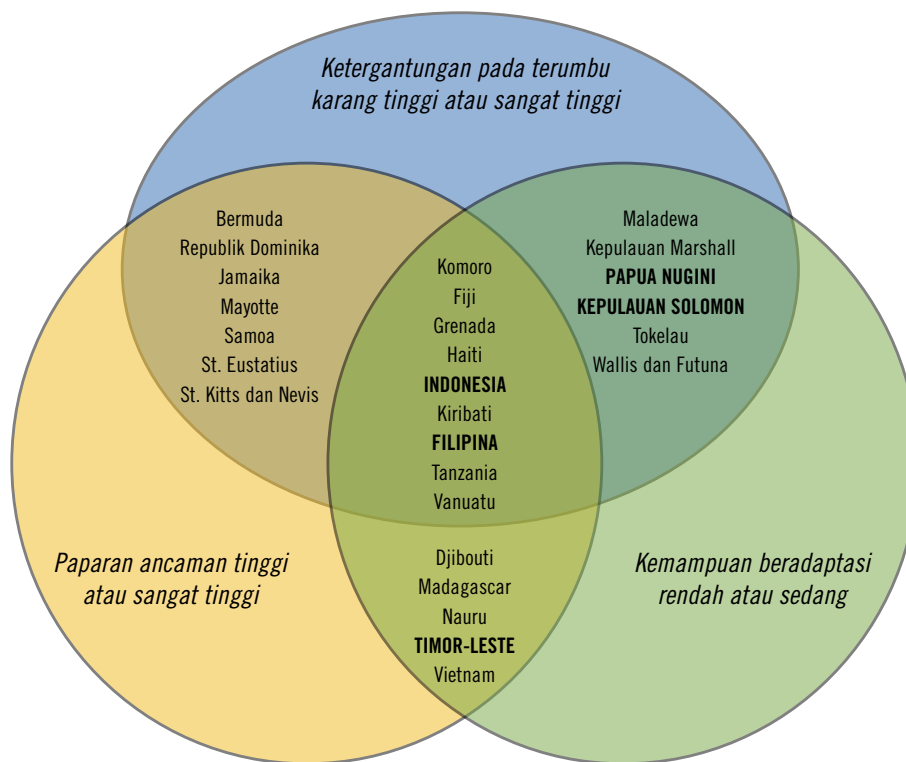 Ketergantungan pada terumbu
karang tinggi atau sangat tinggi
Bermuda
Republik Dominika
Jamaika
Mayotte
Samoa
St. Eustatius
St. Kitts dan Nevis
Komoro
Fiji
Grenada
Haiti
INDONESIA
Kiribati
FILIPINA
Tanzania
Vanuatu
Maladewa
Kepulauan Marshall
PAPUA NUGINI
KEPULAUAN SOLOMON
Tokelau
Wallis dan Futuna
Paparan ancaman tinggi
atau sangat tinggi
Djibouti
Madagascar
Nauru
TIMOR-LESTE
Vietnam
Kemampuan beradaptasi
rendah atau sedang